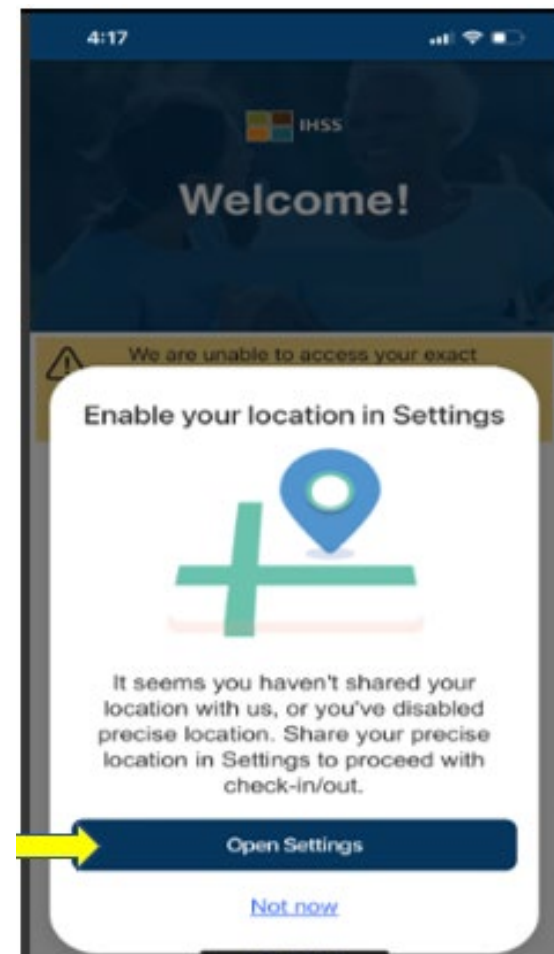 4:17
IHSS
Welcome!
We are unable to access your exact
Enable your location in Settings
It seems you haven't shared your
location with us, or you've disabled
precise location. Share your precise
location in Settings to proceed with
check-in/out.
Open Settings
Not now